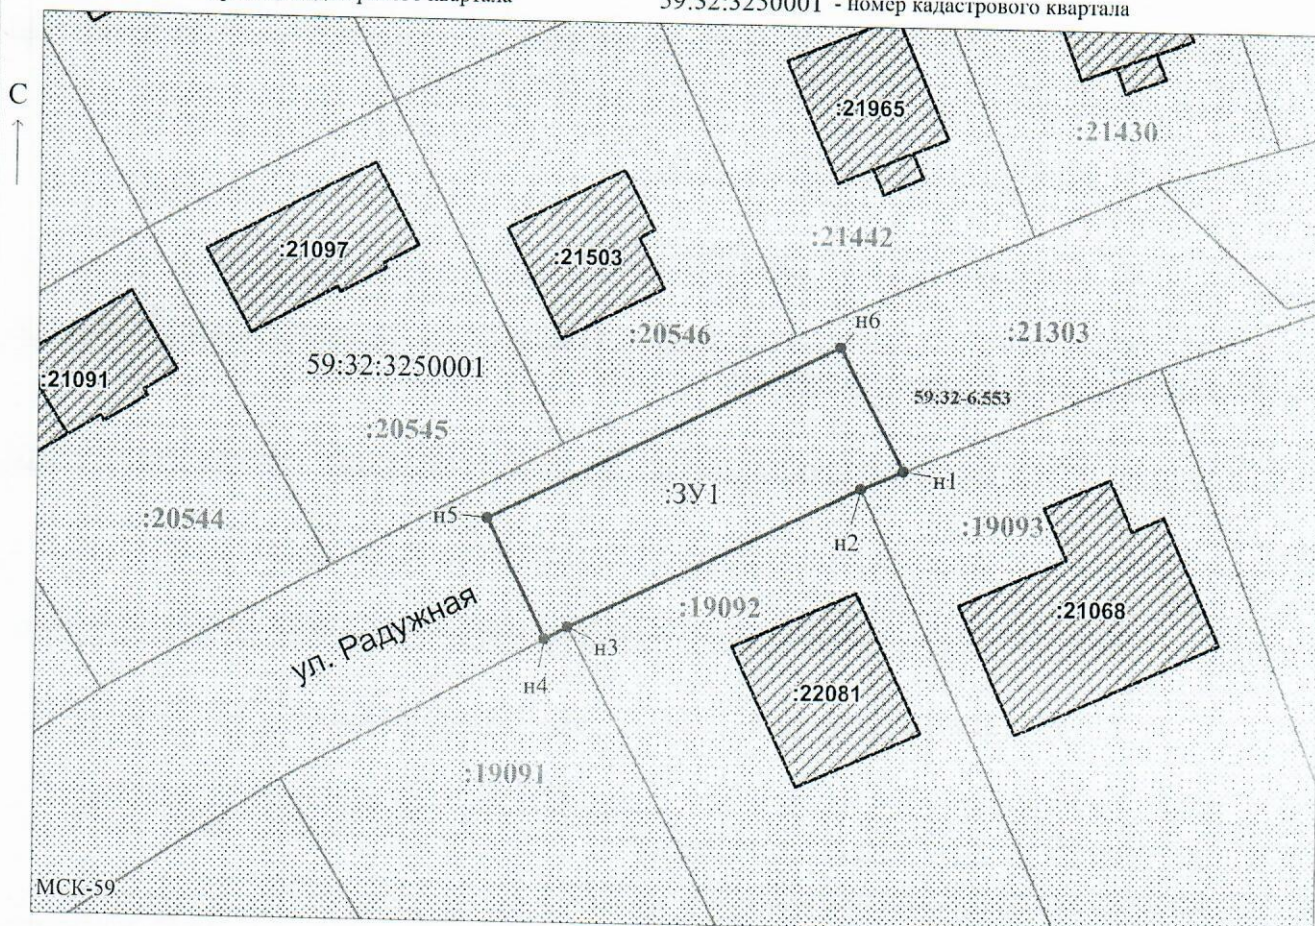 59:32:3250001 - номер кадастрового квартала
С
:21965
:21430
:21097
:21503
:21442
н6
:20546
:21303
59:32:3250001
:21091
59:32-6.553
:20545
:ЗУ1
н1
н5
:20544
н2
:19093
ул. Радужная
:19092
:21068
н3
н4
:22081
:19091
МСК-59